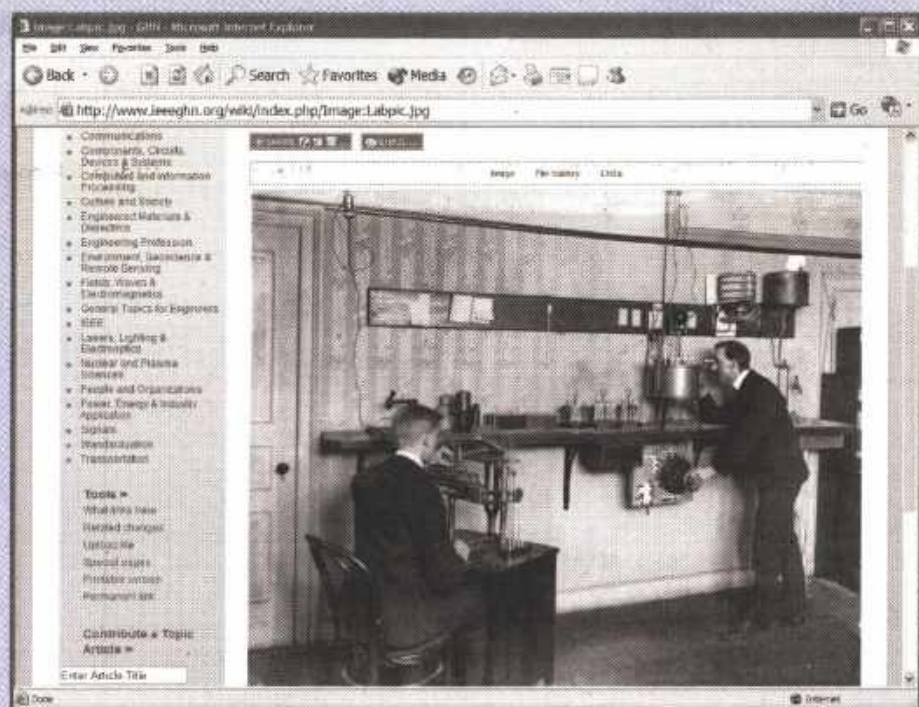 Image:Labpic.jpg - GHN - Microsoft Internet Explorer
File Edit View Favorites Tools Help
Back Search Favorites Media
Address http://www.ieeeghn.org/wiki/index.php/Image:Labpic.jpg Go
Communications
Components, Circuits,
Devices & Systems
Computers and Information
Processing
Culture and Society
Engineered Materials &
Dielectrics
Engineering Profession
Environment, Geoscience &
Remote Sensing
Fields, Waves &
Electromagnetics
General Topics for Engineers
IEEE
Lasers, Lighting &
Electrooptics
Nuclear and Plasma
Sciences
People and Organizations
Power, Energy & Industry
Application
Signals
Standardization
Transportation
Tools »
What links here
Related changes
Upload file
Special pages
Printable version
Permanent link
Contribute a Topic
Article »
Enter Article Title
Image File history Links
Done Internet